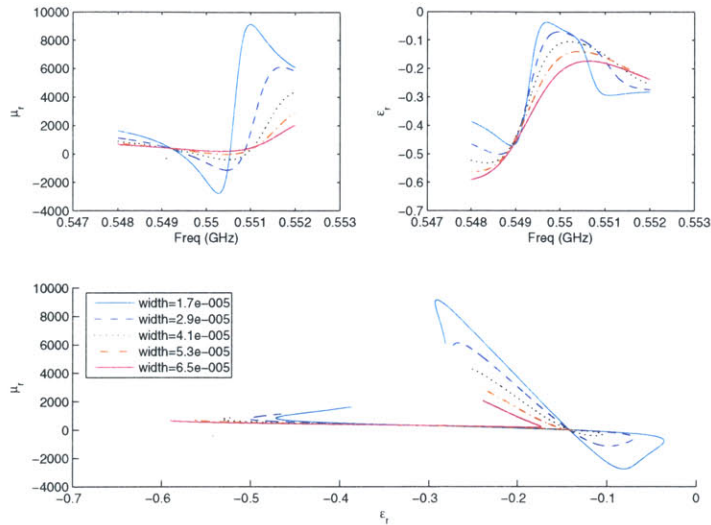 10000
8000
6000
4000
2000
0
−2000
−4000
μr
0.547 0.548 0.549 0.55 0.551 0.552 0.553
Freq (GHz)
0
−0.1
−0.2
−0.3
−0.4
−0.5
−0.6
−0.7
εr
0.547 0.548 0.549 0.55 0.551 0.552 0.553
Freq (GHz)
10000
8000
6000
4000
2000
0
−2000
−4000
μr
width=1.7e−005
width=2.9e−005
width=4.1e−005
width=5.3e−005
width=6.5e−005
−0.7 −0.6 −0.5 −0.4 −0.3 −0.2 −0.1 0
εr